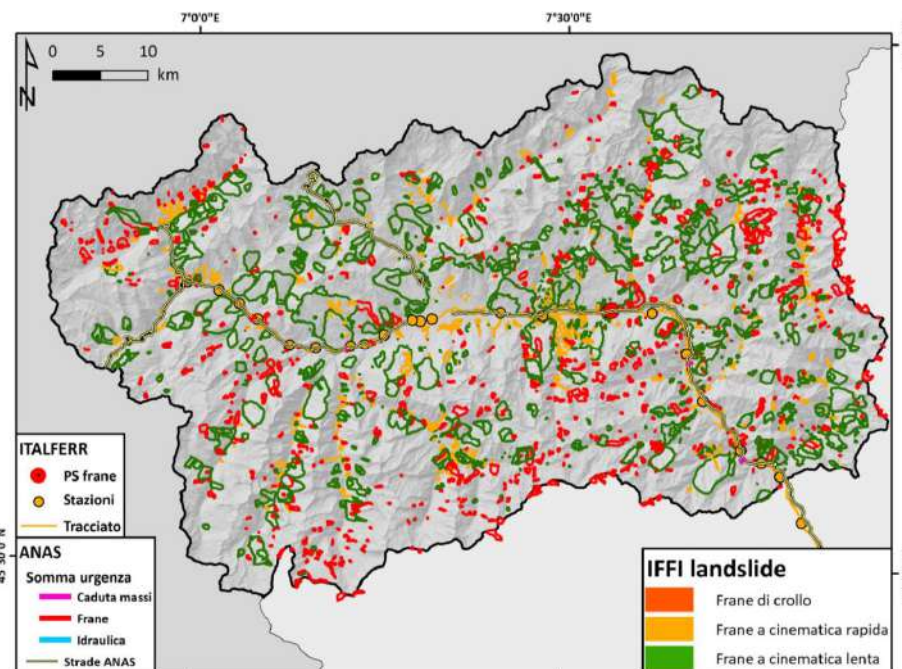 7°0'0"E
7°30'0"E
0 5 10
km
N
ITALFERR
PS frane
Stazioni
Tracciato
ANAS
Somma urgenza
Caduta massi
Frane
Idraulica
Strade ANAS
IFFI landslide
Frane di crollo
Frane a cinematica rapida
Frane a cinematica lenta